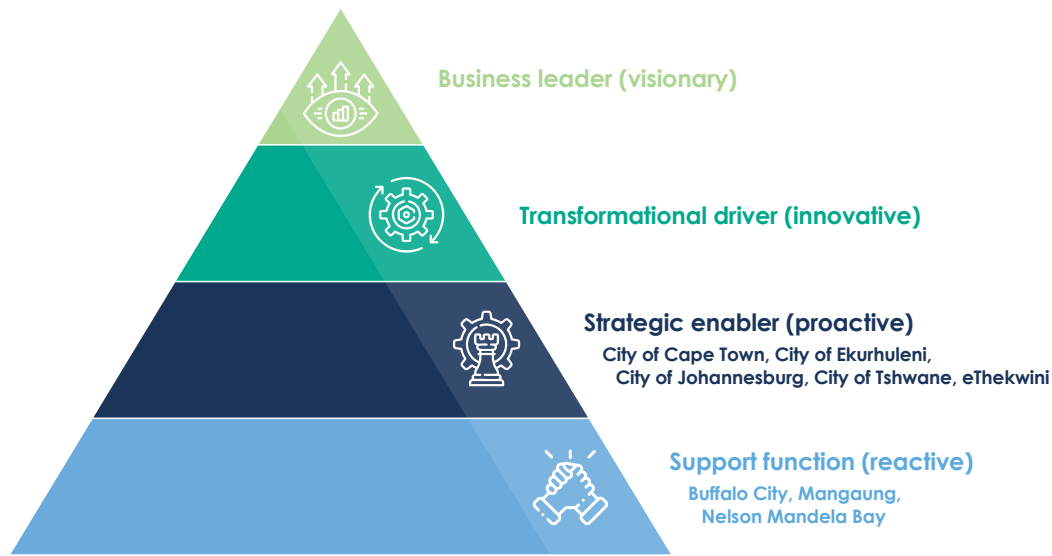 Business leader (visionary)
Transformational driver (innovative)
Strategic enabler (proactive)
City of Cape Town, City of Ekurhuleni,
City of Johannesburg, City of Tshwane, eThekwini
Support function (reactive)
Buffalo City, Mangaung,
Nelson Mandela Bay